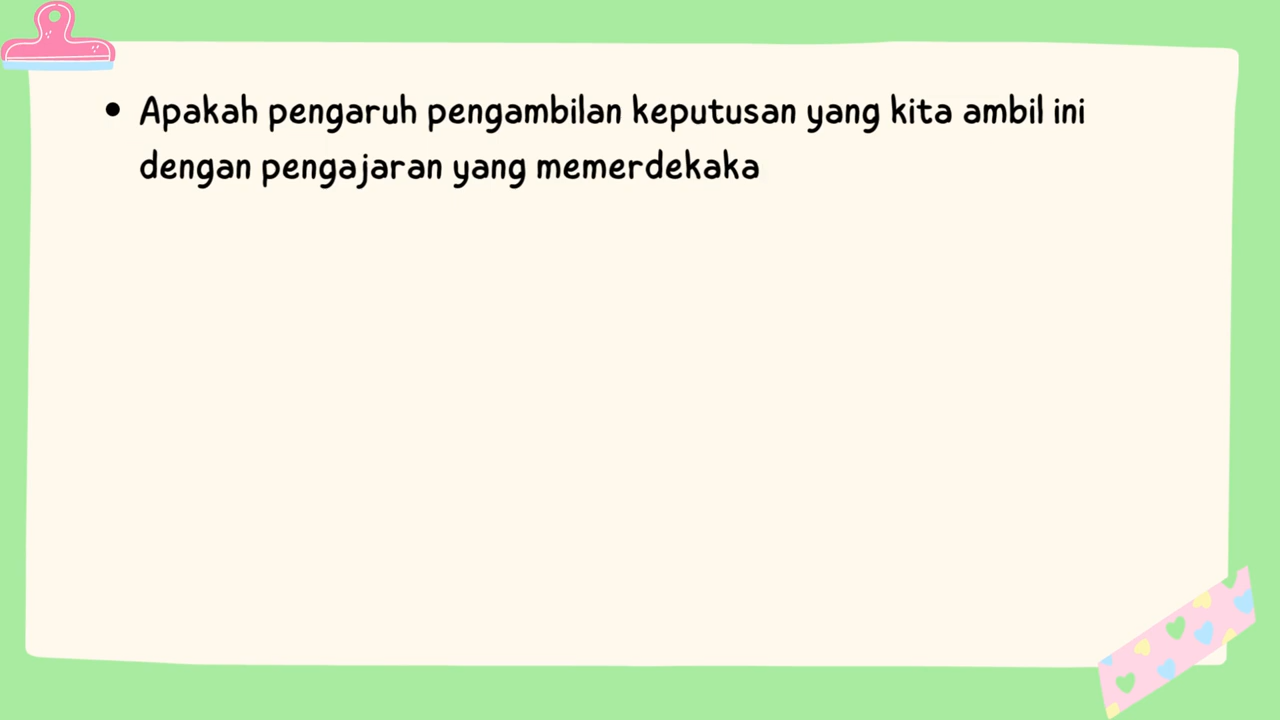 • Apakah pengaruh pengambilan keputusan yang kita ambil ini
dengan pengajaran yang memerdekaka